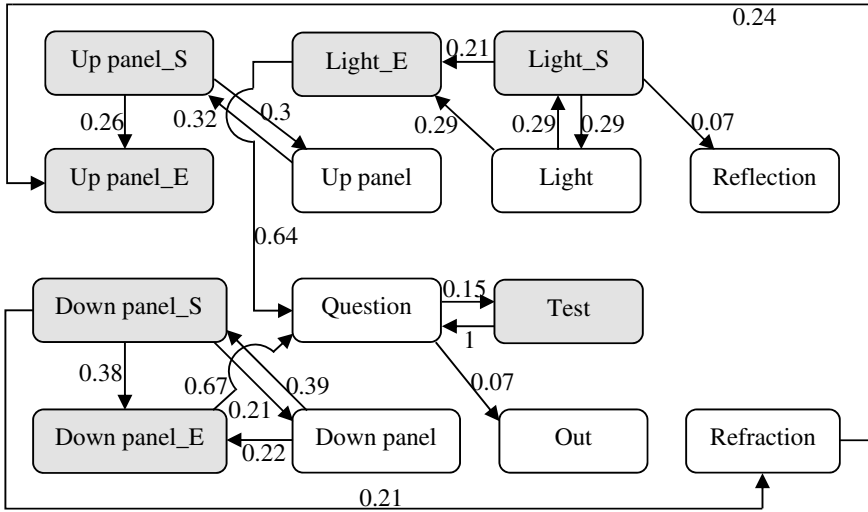 0.24
Up panel_S
Light_E
0.21
Light_S
0.26
0.32
0.3
0.29
0.29
0.29
0.07
Up panel_E
Up panel
Light
Reflection
0.64
Down panel_S
Question
0.15
Test
1
0.38
0.67
0.39
0.07
0.21
Down panel_E
0.22
Down panel
Out
Refraction
0.21